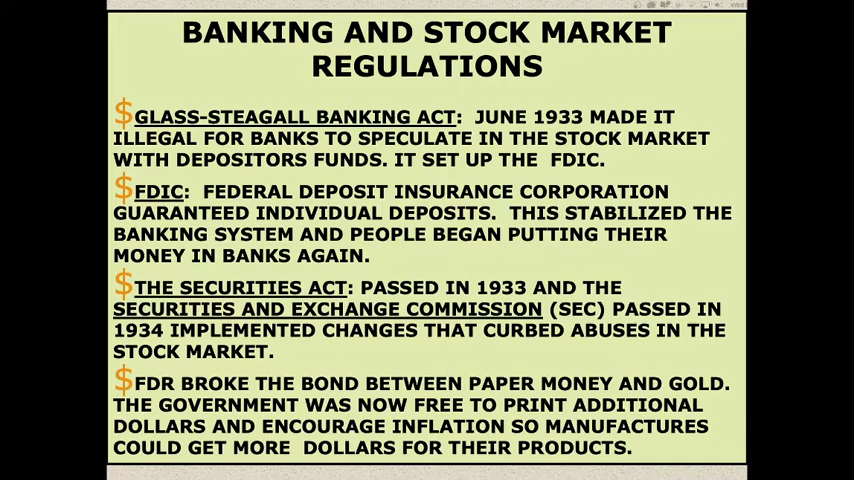 BANKING AND STOCK MARKET
REGULATIONS
$GLASS-STEAGALL BANKING ACT: JUNE 1933 MADE IT
ILLEGAL FOR BANKS TO SPECULATE IN THE STOCK MARKET
WITH DEPOSITORS FUNDS. IT SET UP THE FDIC.
$FDIC: FEDERAL DEPOSIT INSURANCE CORPORATION
GUARANTEED INDIVIDUAL DEPOSITS. THIS STABILIZED THE
BANKING SYSTEM AND PEOPLE BEGAN PUTTING THEIR
MONEY IN BANKS AGAIN.
$THE SECURITIES ACT: PASSED IN 1933 AND THE
SECURITIES AND EXCHANGE COMMISSION (SEC) PASSED IN
1934 IMPLEMENTED CHANGES THAT CURBED ABUSES IN THE
STOCK MARKET.
$FDR BROKE THE BOND BETWEEN PAPER MONEY AND GOLD.
THE GOVERNMENT WAS NOW FREE TO PRINT ADDITIONAL
DOLLARS AND ENCOURAGE INFLATION SO MANUFACTURES
COULD GET MORE DOLLARS FOR THEIR PRODUCTS.